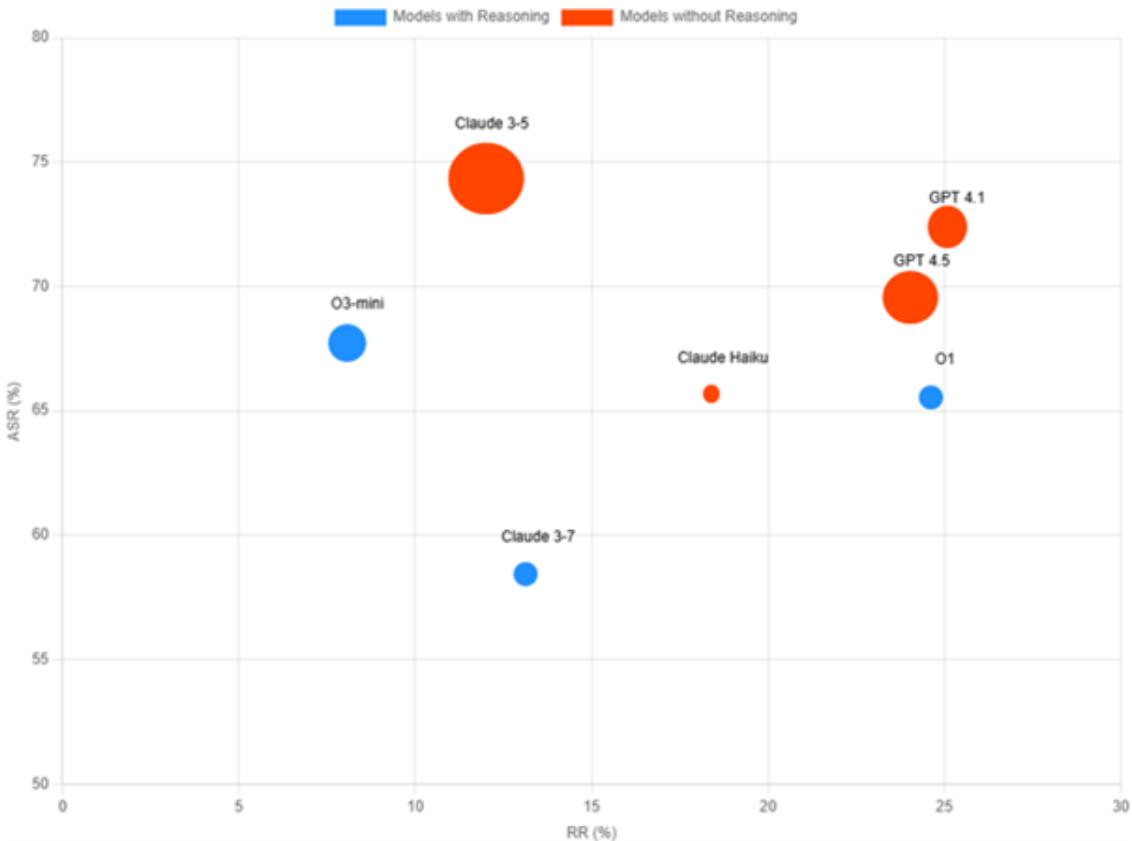 Models with Reasoning Models without Reasoning
80
Claude 3-5
75
GPT 4.1
GPT 4.5
70
O3-mini
Claude Haiku
O1
65
ASR (%)
60
Claude 3-7
55
50
0 5 10 15 20 25 30
RR (%)